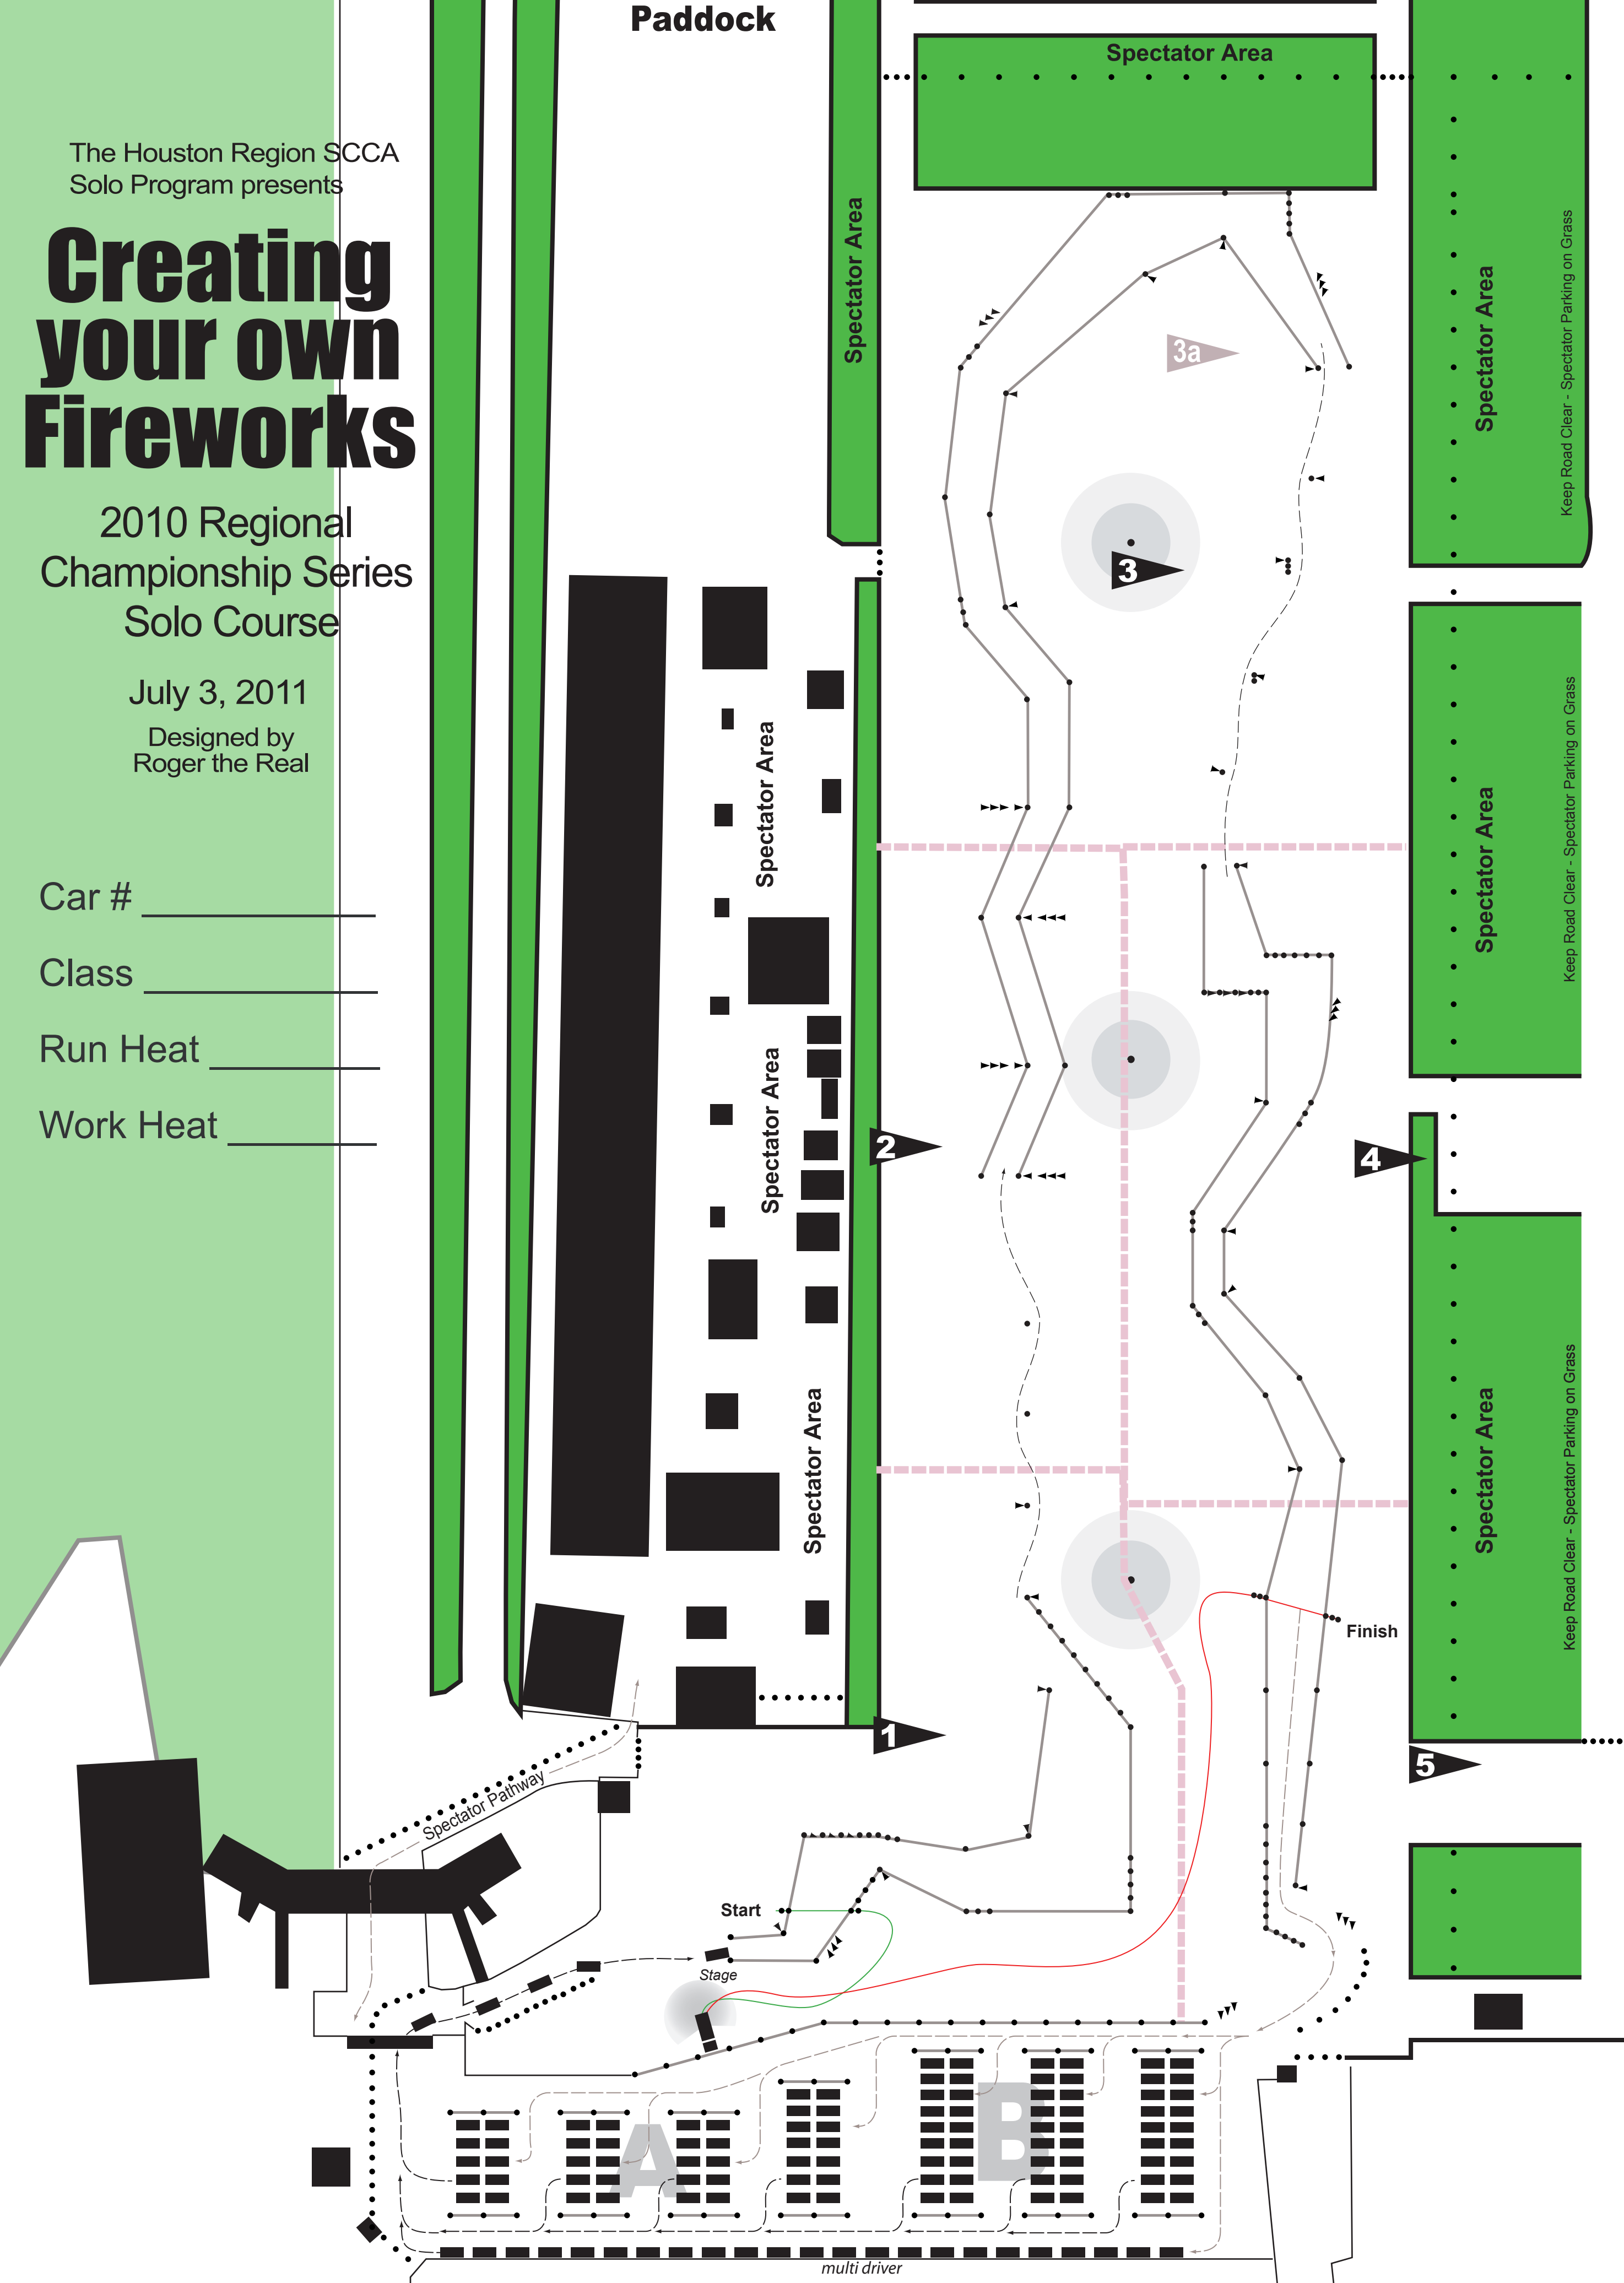 Paddock
Spectator Area
The Houston Region SCCA
Solo Program presents
Creating
your own
Fireworks
2010 Regional
Championship Series
Solo Course
July 3, 2011
Designed by
Roger the Real
Car #
Class
Run Heat
Work Heat
Spectator Area
Spectator Area
Keep Road Clear - Spectator Parking on Grass
3a
3
Spectator Area
Spectator Area
Keep Road Clear - Spectator Parking on Grass
Spectator Area
2
4
Spectator Area
Spectator Area
Keep Road Clear - Spectator Parking on Grass
Finish
1
5
Spectator Pathway
Start
Stage
A
B
multi driver